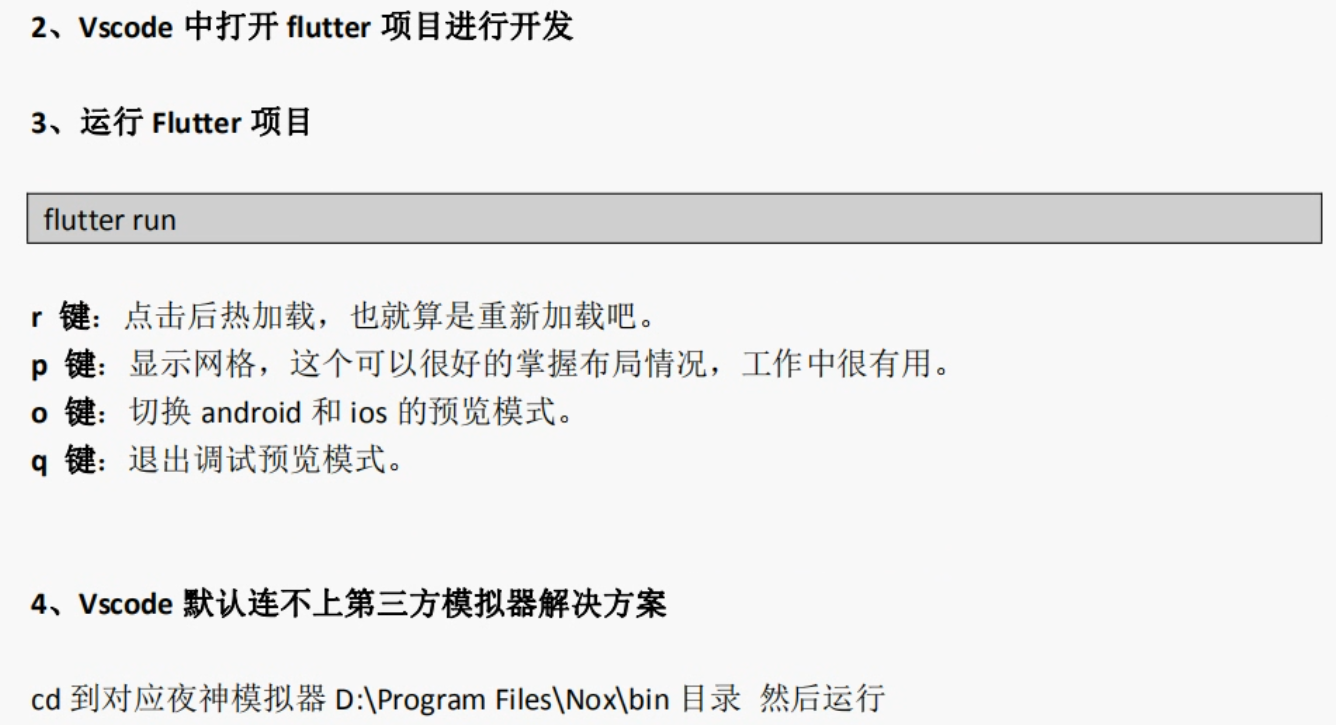 2、Vscode 中打开 flutter 项目进行开发
3、运行 Flutter 项目
flutter run
r 键：点击后热加载，也就算是重新加载吧。
p 键：显示网格，这个可以很好的掌握布局情况，工作中很有用。
o 键：切换 android 和 ios 的预览模式。
q 键：退出调试预览模式。
4、Vscode 默认连不上第三方模拟器解决方案
cd 到对应夜神模拟器 D:\Program Files\Nox\bin 目录 然后运行